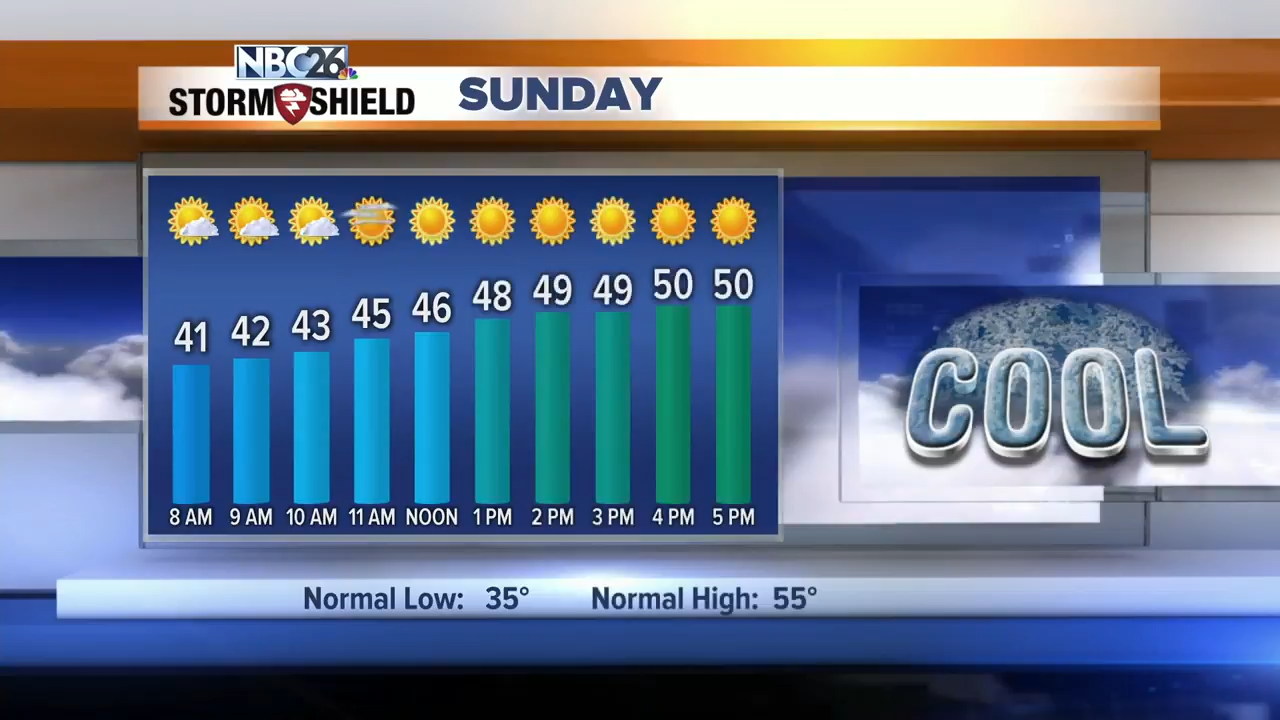 NBC26
STORM SHIELD
SUNDAY
41 42 43 45 46 48 49 49 50 50
8 AM 9 AM 10 AM 11 AM NOON 1 PM 2 PM 3 PM 4 PM 5 PM
COOL
Normal Low: 35° Normal High: 55°